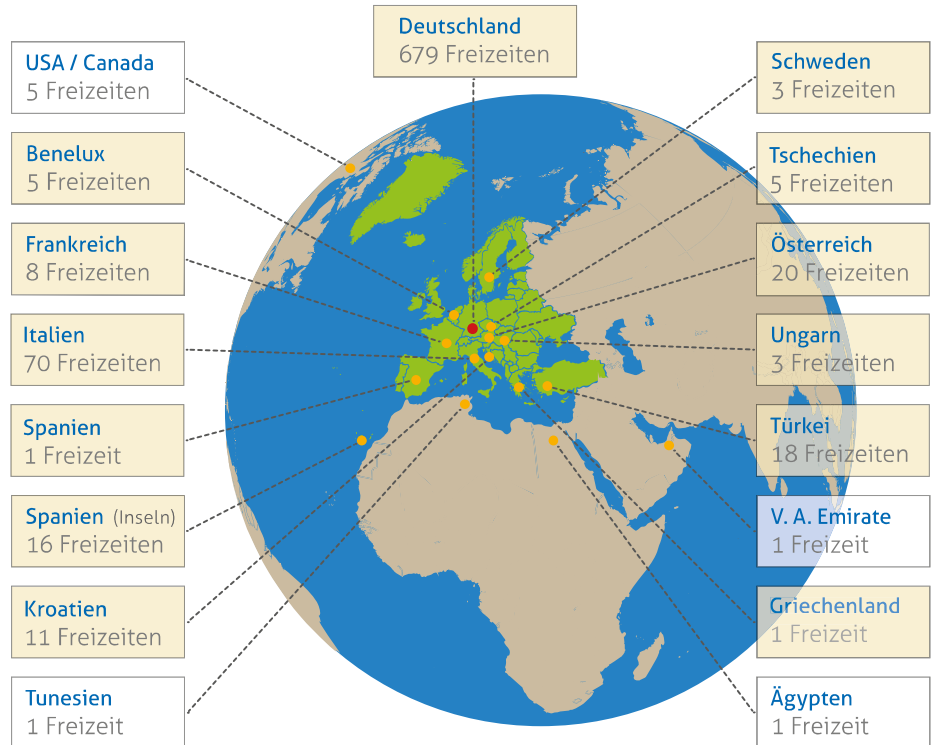 Deutschland
679 Freizeiten
USA / Canada
5 Freizeiten
Benelux
5 Freizeiten
Frankreich
8 Freizeiten
Italien
70 Freizeiten
Spanien
1 Freizeit
Spanien (Inseln)
16 Freizeiten
Kroatien
11 Freizeiten
Tunesien
1 Freizeit
Schweden
3 Freizeiten
Tschechien
5 Freizeiten
Österreich
20 Freizeiten
Ungarn
3 Freizeiten
Türkei
18 Freizeiten
V. A. Emirate
1 Freizeit
Griechenland
1 Freizeit
Ägypten
1 Freizeit